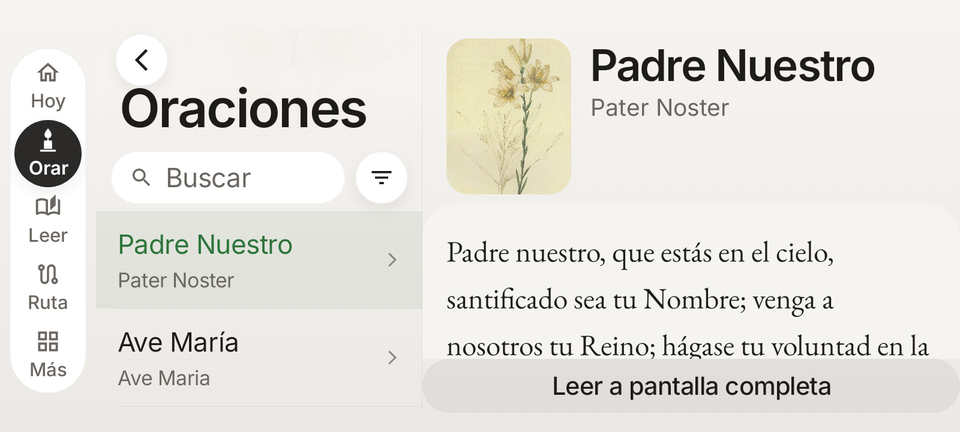 Hoy
Orar
Leer
Ruta
Más
Oraciones
Buscar
Padre Nuestro
Pater Noster
Ave María
Ave Maria
Padre Nuestro
Pater Noster
Padre nuestro, que estás en el cielo,
santificado sea tu Nombre; venga a
nosotros tu Reino; hágase tu voluntad en la
Leer a pantalla completa